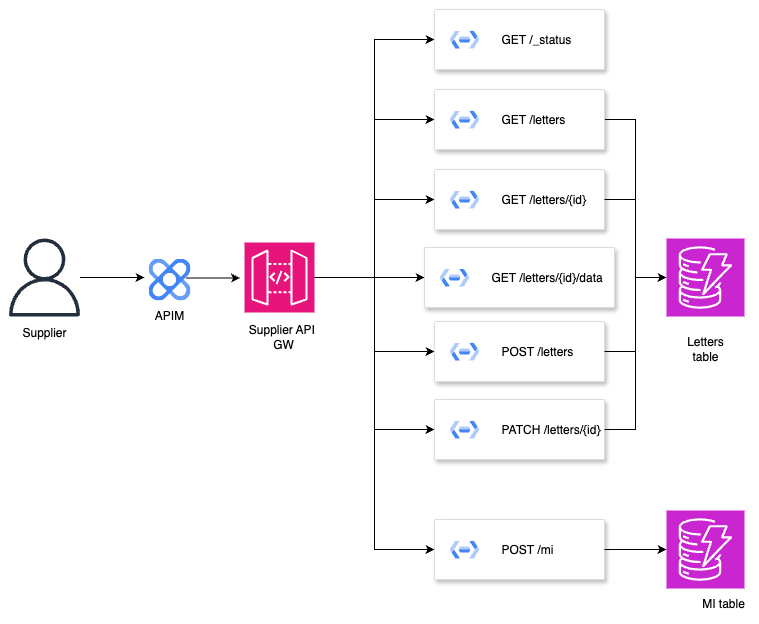 GET /_status
GET /letters
GET /letters/{id}
GET /letters/{id}/data
Supplier
APIM
Supplier API
GW
POST /letters
Letters
table
PATCH /letters/{id}
POST /mi
MI table